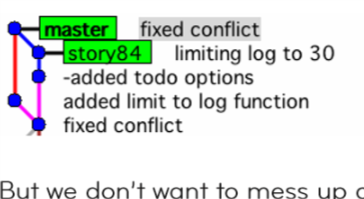 master fixed conflict
story84 limiting log to 30
-added todo options
added limit to log function
fixed conflict
But we don't want to mess up